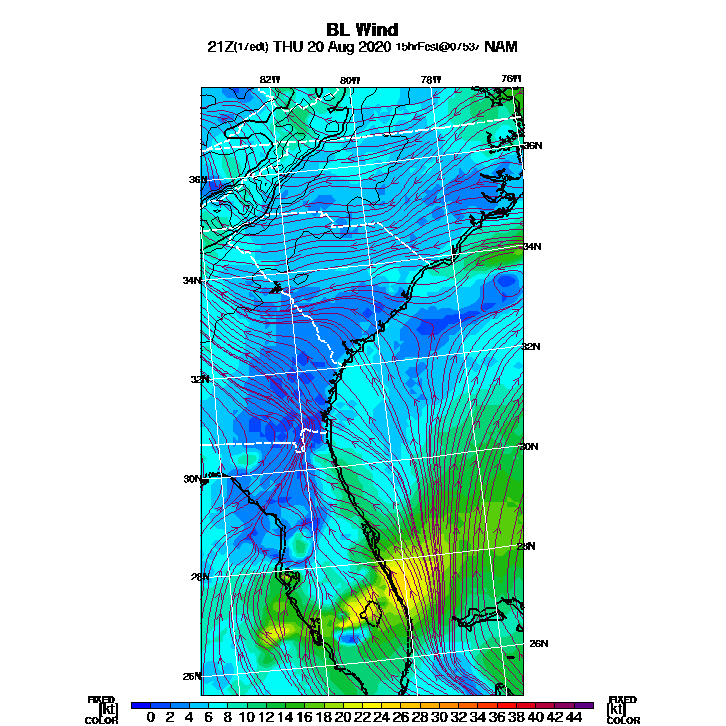 BL Wind
21Z(17edt) THU 20 Aug 2020 15hrFcst@0753z NAM
82W 80W 78W 76W
36N
36N
34N
34N
32N
32N
30N
30N
28N
28N
26N
26N
FIXED FIXED
[kt] 0 2 4 6 8 10 12 14 16 18 20 22 24 26 28 30 32 34 36 38 40 42 44 [kt]
COLOR COLOR